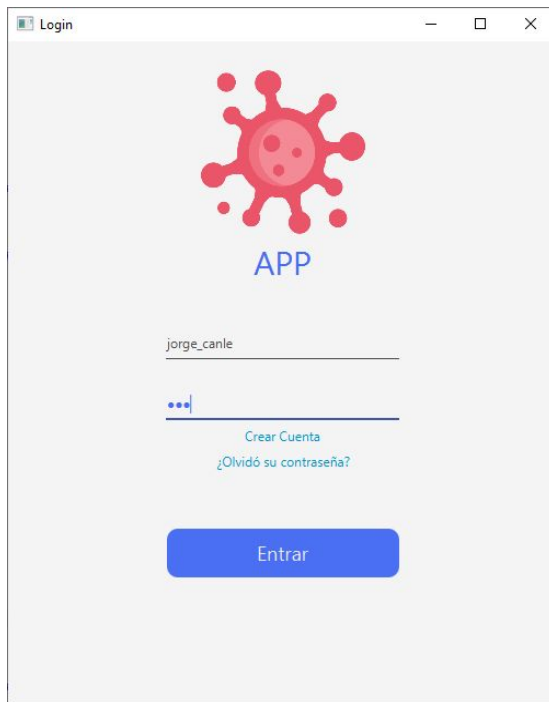 Login
APP
jorge_canle
•••
Crear Cuenta
¿Olvidó su contraseña?
Entrar